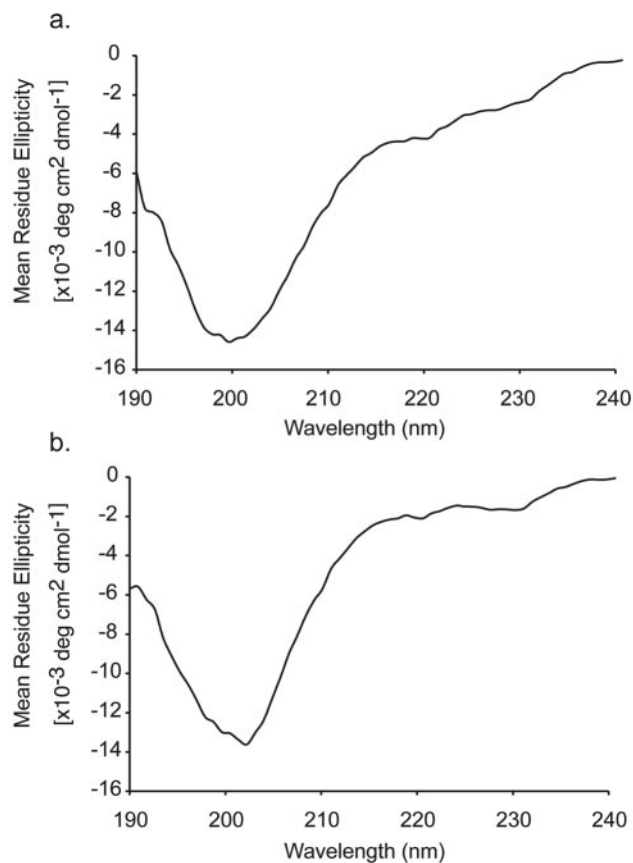 a.
0
-2
-4
-6
-8
-10
-12
-14
-16
Mean Residue Ellipticity
[x10-3 deg cm2 dmol-1]
190 200 210 220 230 240
Wavelength (nm)
b.
0
-2
-4
-6
-8
-10
-12
-14
-16
Mean Residue Ellipticity
[x10-3 deg cm2 dmol-1]
190 200 210 220 230 240
Wavelength (nm)